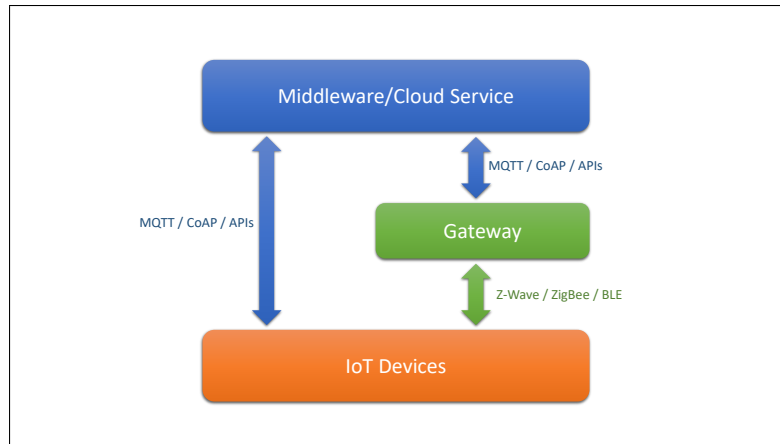 Middleware/Cloud Service
MQTT / CoAP / APIs
MQTT / CoAP / APIs
Gateway
Z-Wave / ZigBee / BLE
IoT Devices